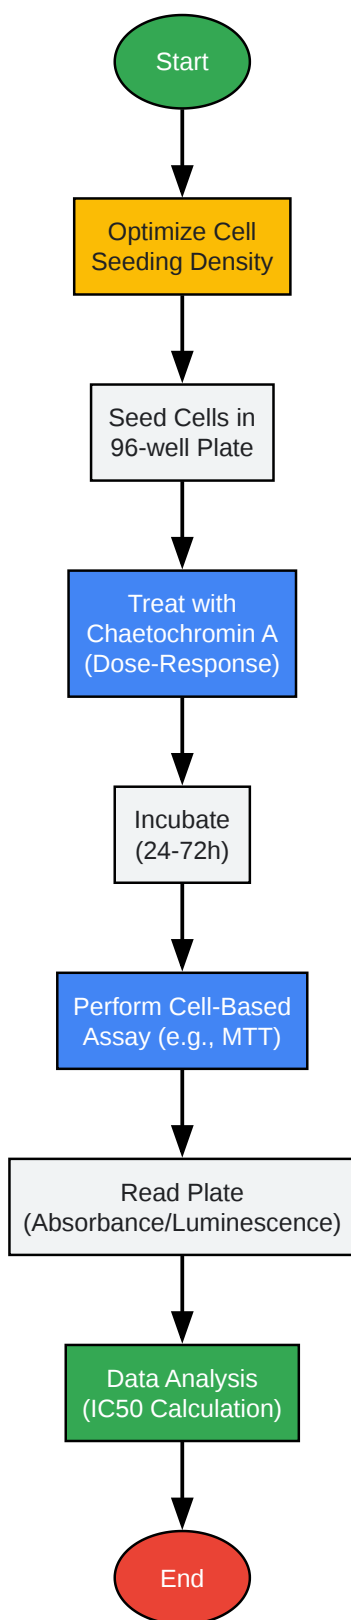 Start
Optimize Cell
Seeding Density
Seed Cells in
96-well Plate
Treat with
Chaetochromin A
(Dose-Response)
Incubate
(24-72h)
Perform Cell-Based
Assay (e.g., MTT)
Read Plate
(Absorbance/Luminescence)
Data Analysis
(IC50 Calculation)
End